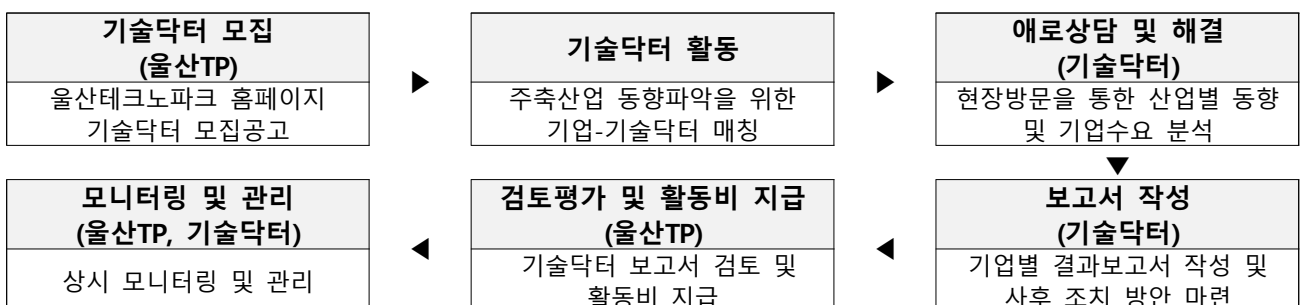 기술닥터 모집
(울산TP)
울산테크노파크 홈페이지
기술닥터 모집공고
기술닥터 활동
주축산업 동향파악을 위한
기업-기술닥터 매칭
애로상담 및 해결
(기술닥터)
현장방문을 통한 산업별 동향
및 기업수요 분석
보고서 작성
(기술닥터)
기업별 결과보고서 작성 및
사후 조치 방안 마련
검토평가 및 활동비 지급
(울산TP)
기술닥터 보고서 검토 및
활동비 지급
모니터링 및 관리
(울산TP, 기술닥터)
상시 모니터링 및 관리